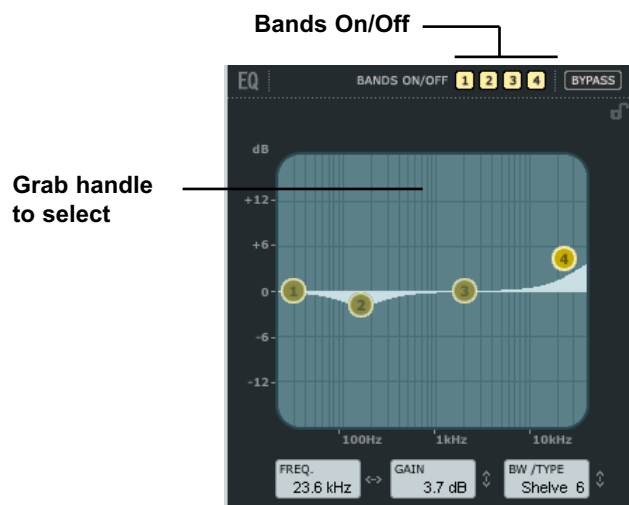 Bands On/Off
EQ BANDS ON/OFF 1 2 3 4 BYPASS
dB
Grab handle
to select
+12
+6
0
-6
-12
1 2 3 4
100Hz 1kHz 10kHz
FREQ. GAIN BW /TYPE
23.6 kHz 3.7 dB Shelve 6